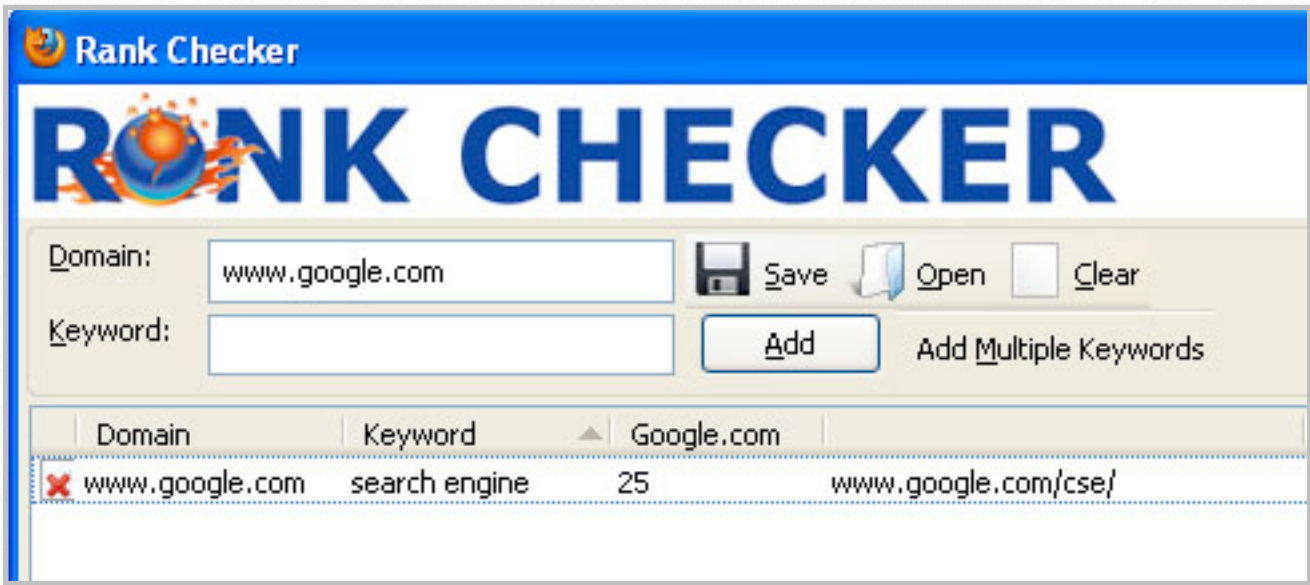 Rank Checker
RANK CHECKER
Domain: www.google.com Save Open Clear
Keyword: Add Add Multiple Keywords
Domain Keyword Google.com
www.google.com search engine 25 www.google.com/cse/